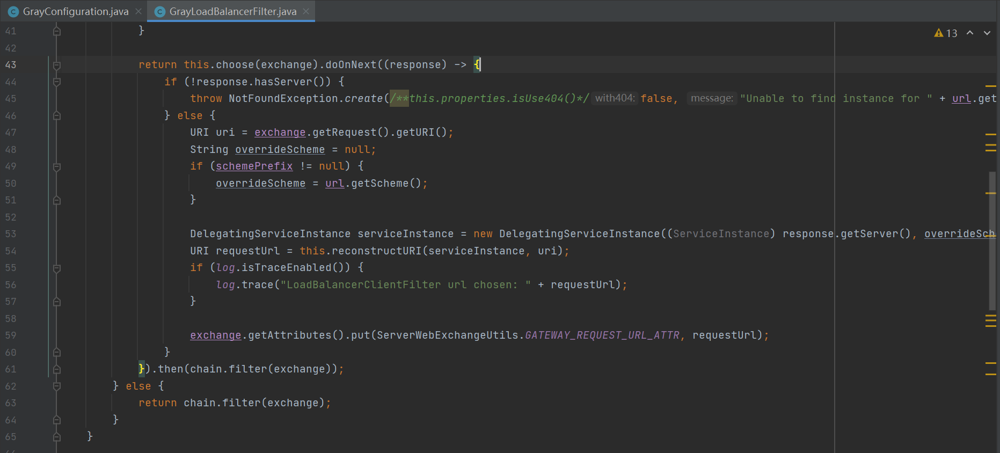 GrayConfiguration.java GrayLoadBalancerFilter.java
41 }
13
42
43 return this.choose(exchange).doOnNext((response) -> {
44 if (!response.hasServer()) {
45 throw NotFoundException.create(/**this.properties.isUse404()*/ with404: false, message: "Unable to find instance for " + url.get
46 } else {
47 URI uri = exchange.getRequest().getURI();
48 String overrideScheme = null;
49 if (schemePrefix != null) {
50 overrideScheme = url.getScheme();
51 }
52
53 DelegatingServiceInstance serviceInstance = new DelegatingServiceInstance((ServiceInstance) response.getServer(), overrideSch
54 URI requestUrl = this.reconstructURI(serviceInstance, uri);
55 if (log.isTraceEnabled()) {
56 log.trace("LoadBalancerClientFilter url chosen: " + requestUrl);
57 }
58
59 exchange.getAttributes().put(ServerWebExchangeUtils.GATEWAY_REQUEST_URL_ATTR, requestUrl);
60 }
61 }).then(chain.filter(exchange));
62 } else {
63 return chain.filter(exchange);
64 }
65 }